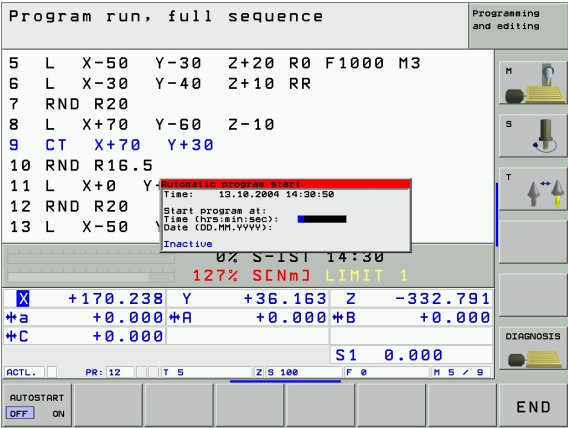 Program run, full sequence
Programming
and editing
5 L X-50 Y-30 Z+20 R0 F1000 M3
6 L X-30 Y-40 Z+10 RR
7 RND R20
8 L X+70 Y-60 Z-10
9 CT X+70 Y+30
10 RND R16.5
11 L X+0 Y-
12 RND R20
13 L X-50
Automatic program start
Time: 13.10.2004 14:30:50
Start program at:
Time (hrs:min:sec):
Date (DD.MM.YYYY):
Inactive
0% S-IST 14:30
127% S[Nm] LIMIT 1
X +170.238 Y +36.163 Z -332.791
a +0.000 A +0.000 B +0.000
C +0.000
S1 0.000
ACTL. PR: 12 T 5 Z S 100 F 0 M 5 / 9
M
S
T
DIAGNOSIS
AUTOSTART
OFF ON
END